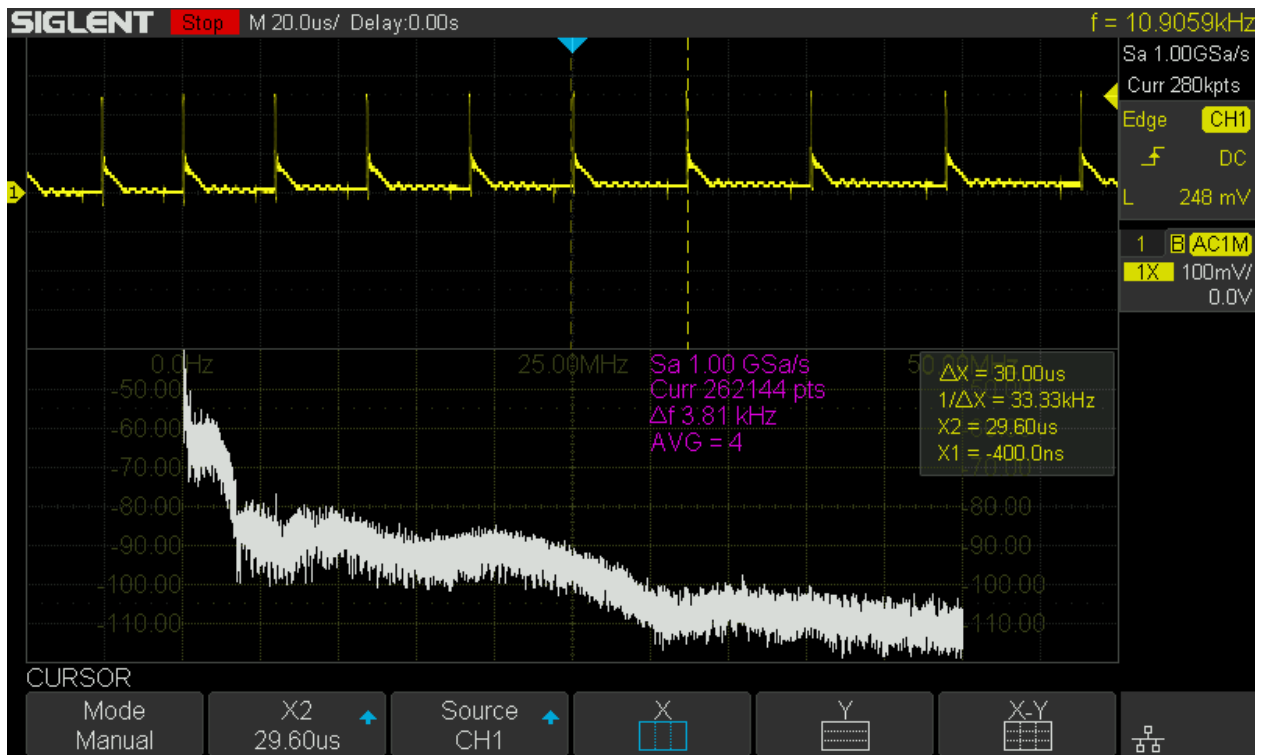 SIGLENT Stop M 20.0us/ Delay:0.00s f = 10.9059kHz
Sa 1.00GSa/s
Curr 280kpts
Edge CH1
DC
L 248 mV
1
1 B AC1M
1X 100mV/
0.0V
0.0Hz 25.00MHz 50.00MHz
Sa 1.00 GSa/s
Curr 262144 pts
Δf 3.81 kHz
AVG = 4
ΔX = 30.00us
1/ΔX = 33.33kHz
X2 = 29.60us
X1 = -400.0ns
-50.00
-60.00
-70.00 -70.00
-80.00 -80.00
-90.00 -90.00
-100.00 -100.00
-110.00 -110.00
CURSOR
Mode X2 Source X Y X-Y
Manual 29.60us CH1